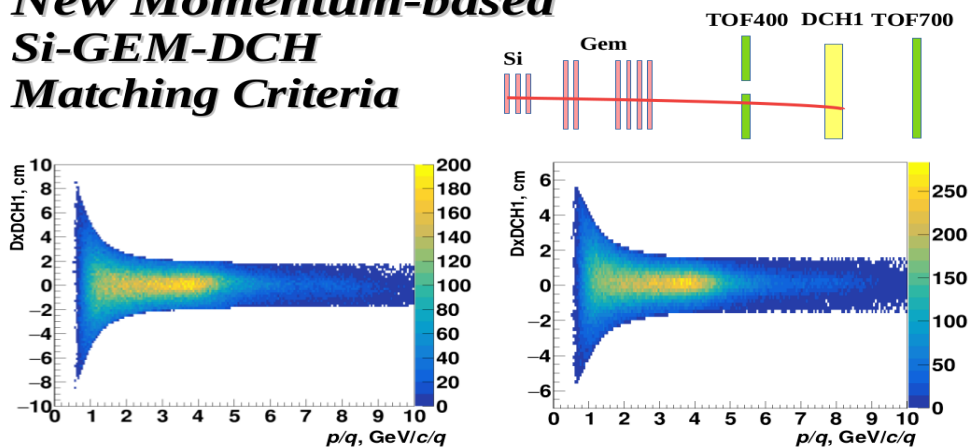 New Momentum-based
Si-GEM-DCH
Matching Criteria
TOF400 DCH1 TOF700
Gem
Si
DxDCH1, cm
10
8
6
4
2
0
−2
−4
−6
−8
−10
0 1 2 3 4 5 6 7 8 9 10
p/q, GeV/c/q
200
180
160
140
120
100
80
60
40
20
0
DxDCH1, cm
6
4
2
0
−2
−4
−6
0 1 2 3 4 5 6 7 8 9 10
p/q, GeV/c/q
250
200
150
100
50
0